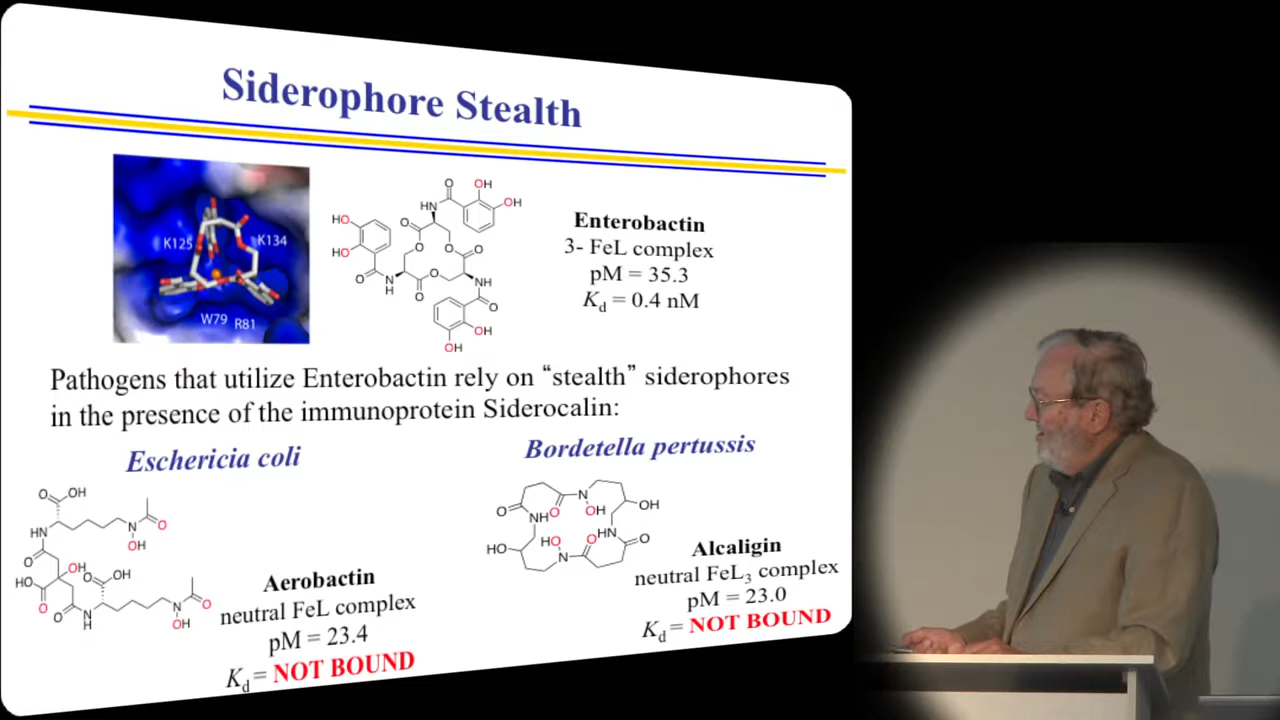 Siderophore Stealth
K125
K134
W79 R81
Enterobactin
3- FeL complex
pM = 35.3
Kd = 0.4 nM
Pathogens that utilize Enterobactin rely on “stealth” siderophores
in the presence of the immunoprotein Siderocalin:
Eschericia coli
Bordetella pertussis
Aerobactin
neutral FeL complex
pM = 23.4
Kd = NOT BOUND
Alcaligin
neutral FeL3 complex
pM = 23.0
Kd = NOT BOUND